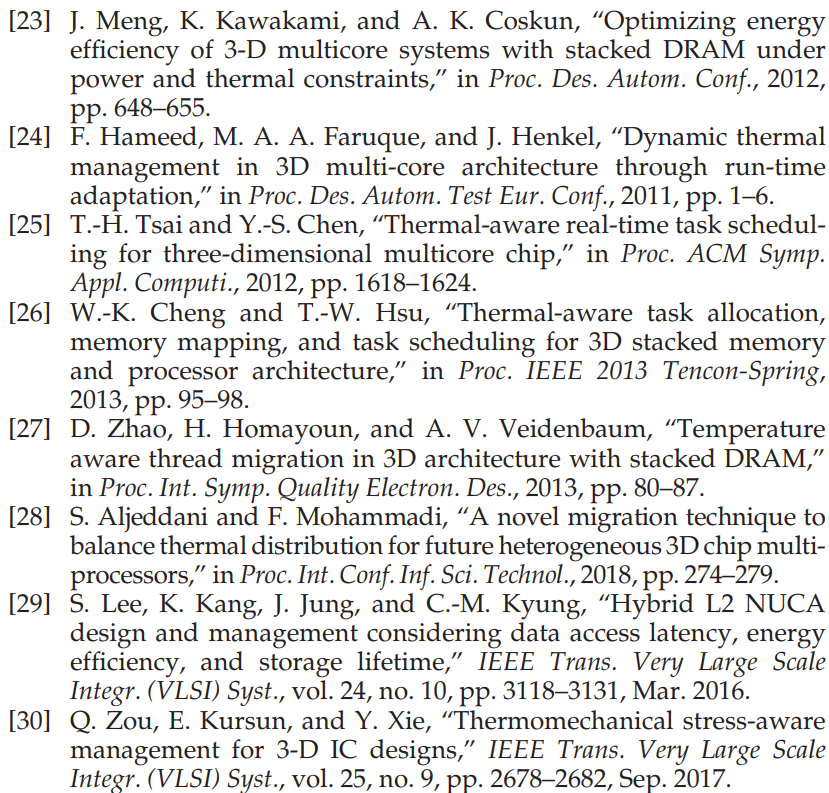 [23] J. Meng, K. Kawakami, and A. K. Coskun, “Optimizing energy
efficiency of 3-D multicore systems with stacked DRAM under
power and thermal constraints,” in Proc. Des. Autom. Conf., 2012,
pp. 648–655.
[24] F. Hameed, M. A. A. Faruque, and J. Henkel, “Dynamic thermal
management in 3D multi-core architecture through run-time
adaptation,” in Proc. Des. Autom. Test Eur. Conf., 2011, pp. 1–6.
[25] T.-H. Tsai and Y.-S. Chen, “Thermal-aware real-time task schedul-
ing for three-dimensional multicore chip,” in Proc. ACM Symp.
Appl. Computi., 2012, pp. 1618–1624.
[26] W.-K. Cheng and T.-W. Hsu, “Thermal-aware task allocation,
memory mapping, and task scheduling for 3D stacked memory
and processor architecture,” in Proc. IEEE 2013 Tencon-Spring,
2013, pp. 95–98.
[27] D. Zhao, H. Homayoun, and A. V. Veidenbaum, “Temperature
aware thread migration in 3D architecture with stacked DRAM,”
in Proc. Int. Symp. Quality Electron. Des., 2013, pp. 80–87.
[28] S. Aljeddani and F. Mohammadi, “A novel migration technique to
balance thermal distribution for future heterogeneous 3D chip multi-
processors,” in Proc. Int. Conf. Inf. Sci. Technol., 2018, pp. 274–279.
[29] S. Lee, K. Kang, J. Jung, and C.-M. Kyung, “Hybrid L2 NUCA
design and management considering data access latency, energy
efficiency, and storage lifetime,” IEEE Trans. Very Large Scale
Integr. (VLSI) Syst., vol. 24, no. 10, pp. 3118–3131, Mar. 2016.
[30] Q. Zou, E. Kursun, and Y. Xie, “Thermomechanical stress-aware
management for 3-D IC designs,” IEEE Trans. Very Large Scale
Integr. (VLSI) Syst., vol. 25, no. 9, pp. 2678–2682, Sep. 2017.